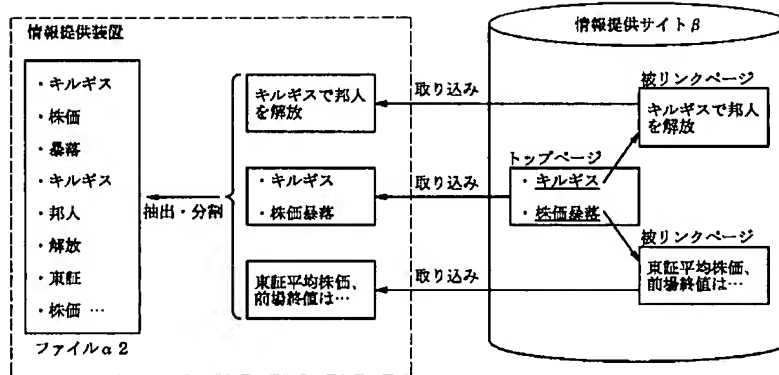 情報提供装置
・キルギス
・株価
・暴落
・キルギス
・邦人
・解放
・東証
・株価 …
ファイルα2
抽出・分割
キルギスで邦人
を解放
・キルギス
・株価暴落
東証平均株価、
前場終値は…
取り込み
取り込み
取り込み
情報提供サイトβ
被リンクページ
キルギスで邦人
を解放
トップページ
・キルギス
・株価暴落
被リンクページ
東証平均株価、
前場終値は…